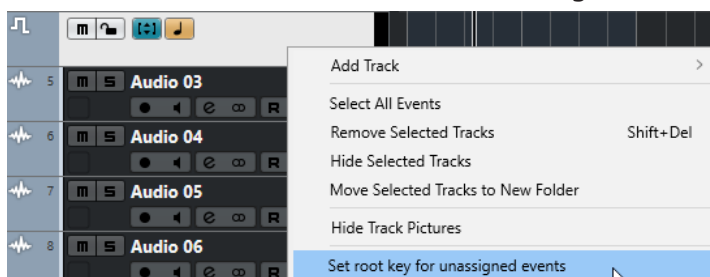 m
Add Track >
5 m S Audio 03
e R
Select All Events
6 m S Audio 04
Remove Selected Tracks Shift+Del
e R
Hide Selected Tracks
7 m S Audio 05
Move Selected Tracks to New Folder
e R
Hide Track Pictures
8 m S Audio 06
Set root key for unassigned events
e R